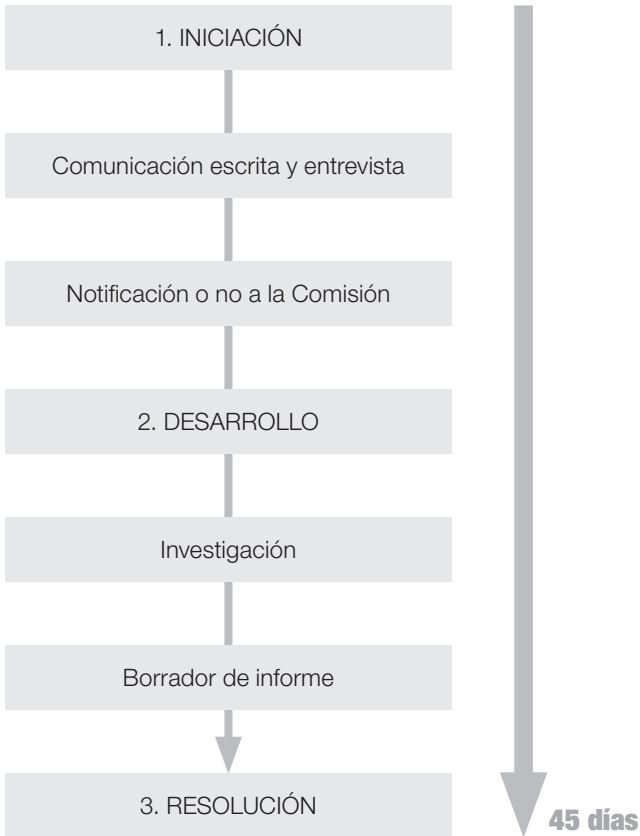 1. INICIACIÓN
Comunicación escrita y entrevista
Notificación o no a la Comisión
2. DESARROLLO
Investigación
Borrador de informe
3. RESOLUCIÓN
45 días